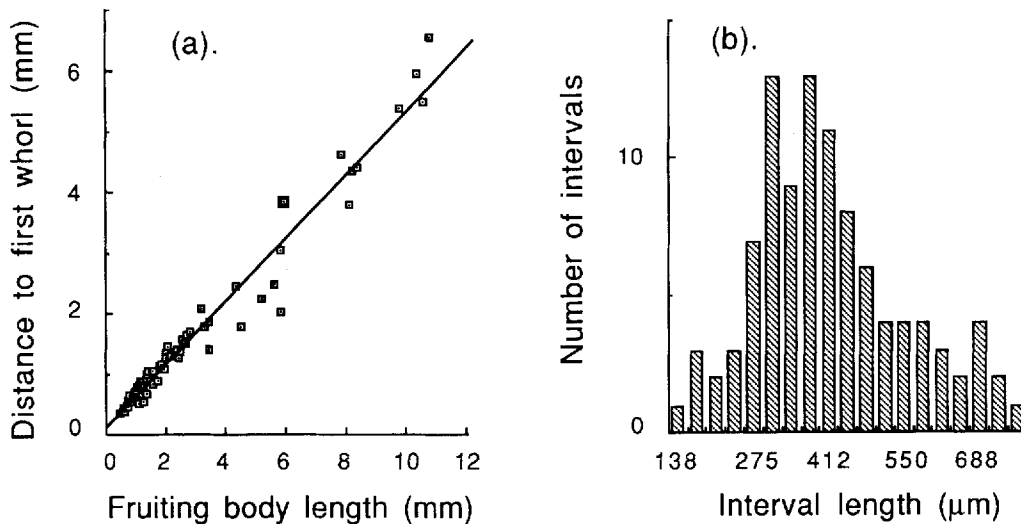 (a).
Distance to first whorl (mm)
6
4
2
0
0 2 4 6 8 10 12
Fruiting body length (mm)
(b).
Number of intervals
10
0
138 275 412 550 688
Interval length (μm)